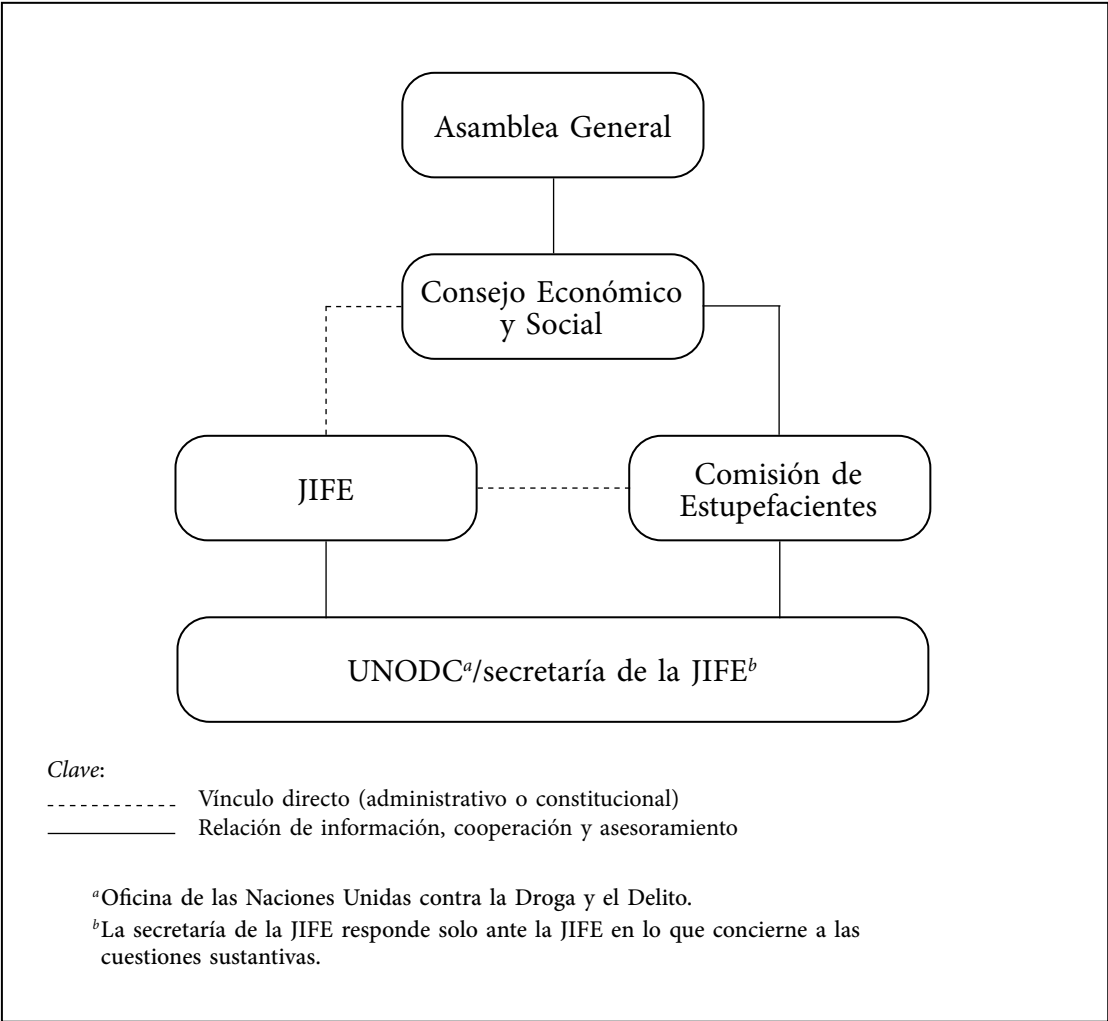 Asamblea General
Consejo Económico
y Social
JIFE
Comisión de
Estupefacientes
UNODCᵃ/secretaría de la JIFEᵇ
Clave:
Vínculo directo (administrativo o constitucional)
Relación de información, cooperación y asesoramiento
ᵃOficina de las Naciones Unidas contra la Droga y el Delito.
ᵇLa secretaría de la JIFE responde solo ante la JIFE en lo que concierne a las
cuestiones sustantivas.